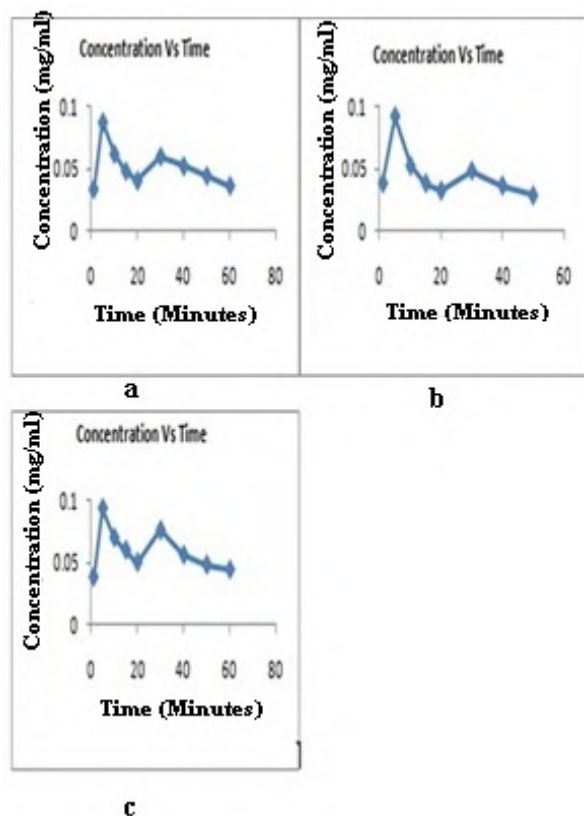 Concentration Vs Time
Concentration (mg/ml)
0.1
0.05
0
0 20 40 60 80
Time (Minutes)
a
Concentration Vs Time
Concentration (mg/ml)
0.1
0.05
0
0 20 40 60
Time (Minutes)
b
Concentration Vs Time
Concentration (mg/ml)
0.1
0.05
0
0 20 40 60 80
Time (Minutes)
c